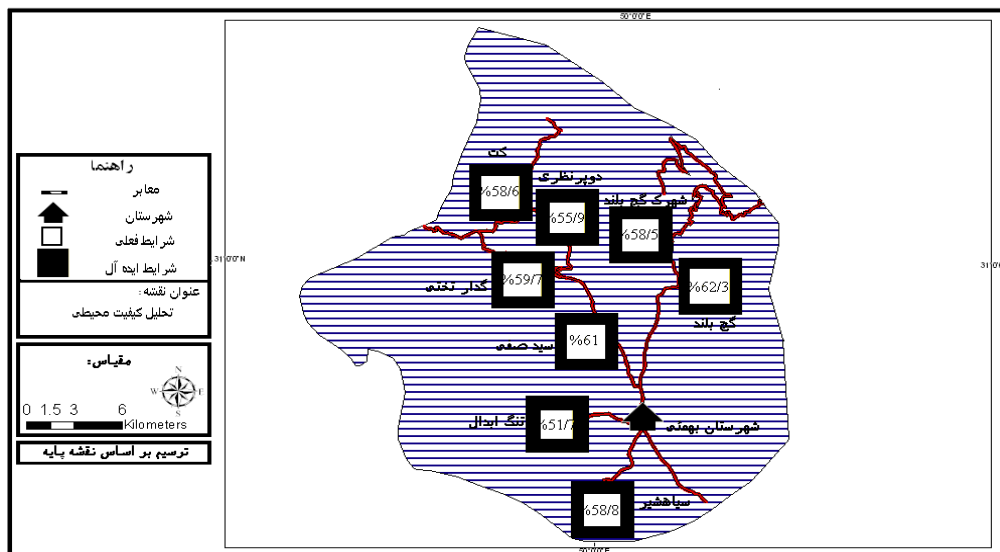 50°0'0"E
راهنما
معابر
شهرستان
شرایط فعلی
شرایط ایده آل
عنوان نقشه:
تحلیل کیفیت محیطی
مقیاس:
N
W E
S
0 1.5 3 6
Kilometers
ترسیم بر اساس نقشه پایه
کت
%58/6
دوپر نظری
%55/9
شهرک گچ بلند
%58/5
31°0'0"N
31°0'
گدار تختی
%59/7
%62/3
گچ بلند
سید صفی
%61
تنگ ابدال
%51/7
شهرستان بهمئی
سیاهشیر
%58/8
50°0'0"E